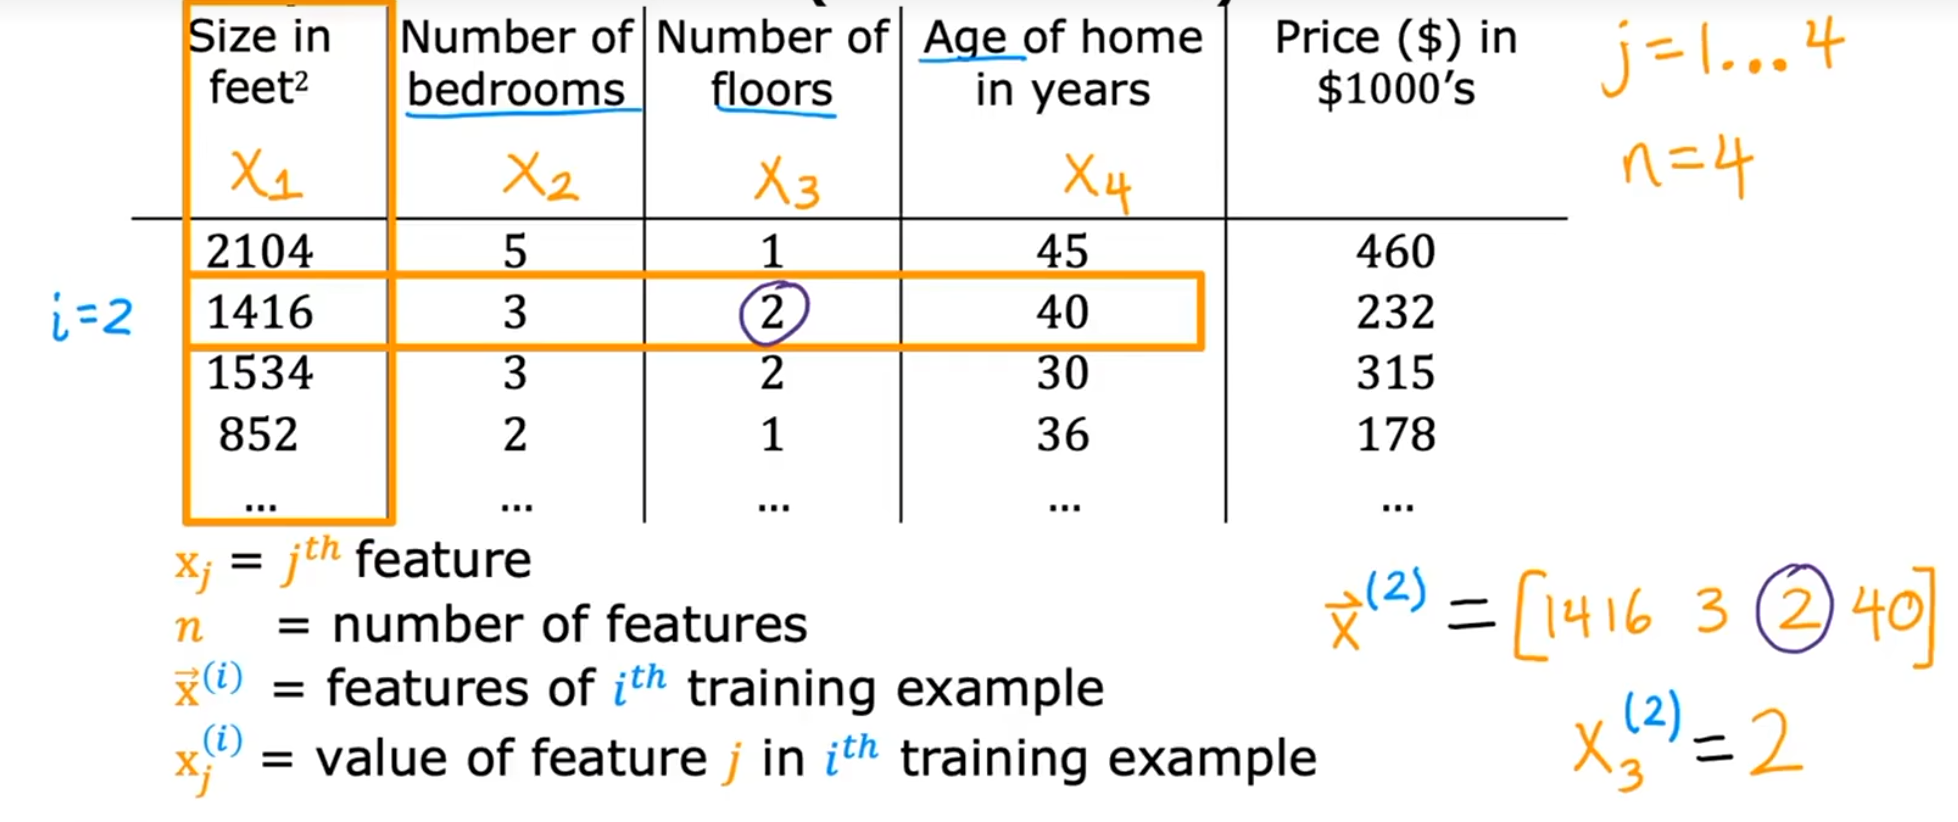 Size in feet² | Number of bedrooms | Number of floors | Age of home in years | Price ($) in $1000's | j=1...4
X₁ | X₂ | X₃ | X₄ | n=4
2104 | 5 | 1 | 45 | 460
i=2 | 1416 | 3 | 2 | 40 | 232
1534 | 3 | 2 | 30 | 315
852 | 2 | 1 | 36 | 178
... | ... | ... | ... | ...
xⱼ = jᵗʰ feature
n = number of features
x⃗⁽ⁱ⁾ = features of iᵗʰ training example
xⱼ⁽ⁱ⁾ = value of feature j in iᵗʰ training example
x⃗⁽²⁾ = [1416 3 2 40]
X₃⁽²⁾ = 2